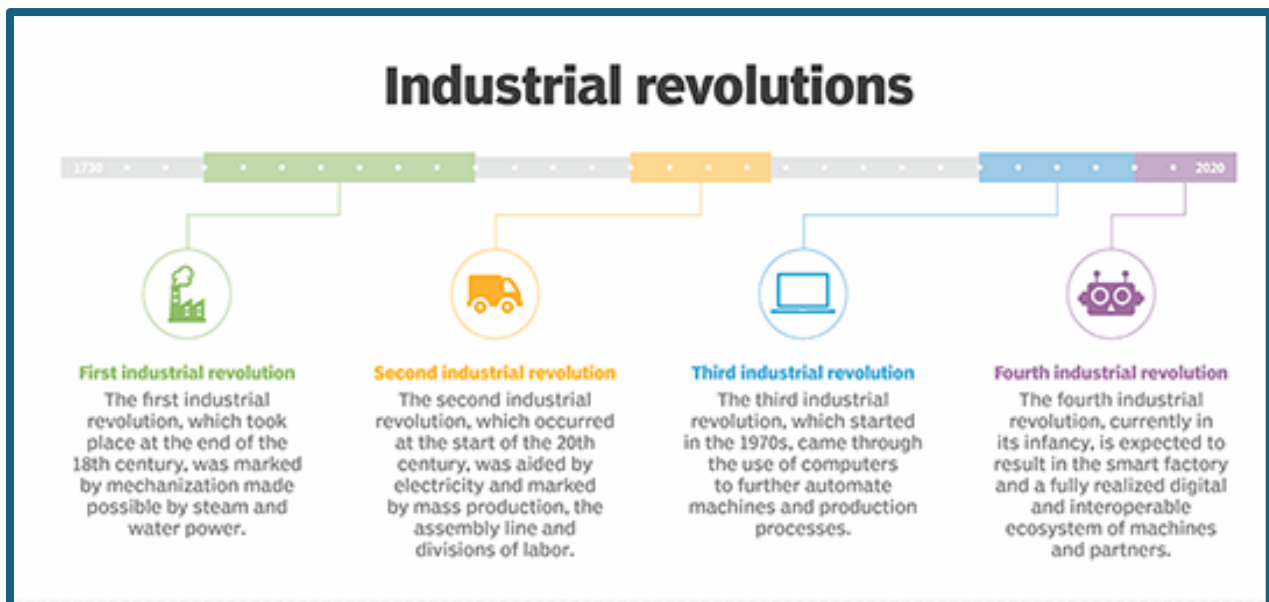 Industrial revolutions
1730
2020
First industrial revolution
The first industrial
revolution, which took
place at the end of the
18th century, was marked
by mechanization made
possible by steam and
water power.
Second industrial revolution
The second industrial
revolution, which occurred
at the start of the 20th
century, was aided by
electricity and marked
by mass production, the
assembly line and
divisions of labor.
Third industrial revolution
The third industrial
revolution, which started
in the 1970s, came through
the use of computers
to further automate
machines and production
processes.
Fourth industrial revolution
The fourth industrial
revolution, currently in
its infancy, is expected to
result in the smart factory
and a fully realized digital
and interoperable
ecosystem of machines
and partners.